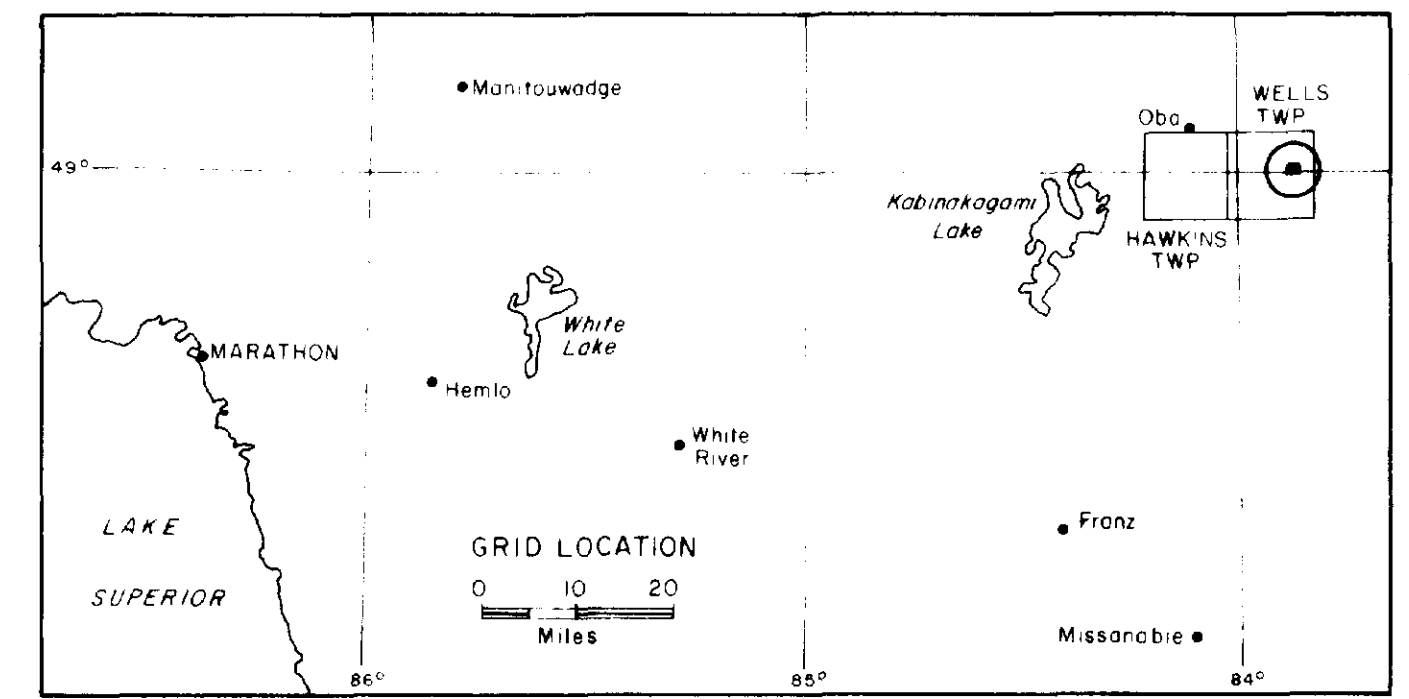 Manitouwadge
WELLS
TWP
Oba
49°
Kabinakagami
Lake
HAWKINS
TWP
White
Lake
MARATHON
Hemlo
White
River
LAKE
SUPERIOR
GRID LOCATION
0 10 20
Miles
Franz
Missanabie
86° 85° 84°